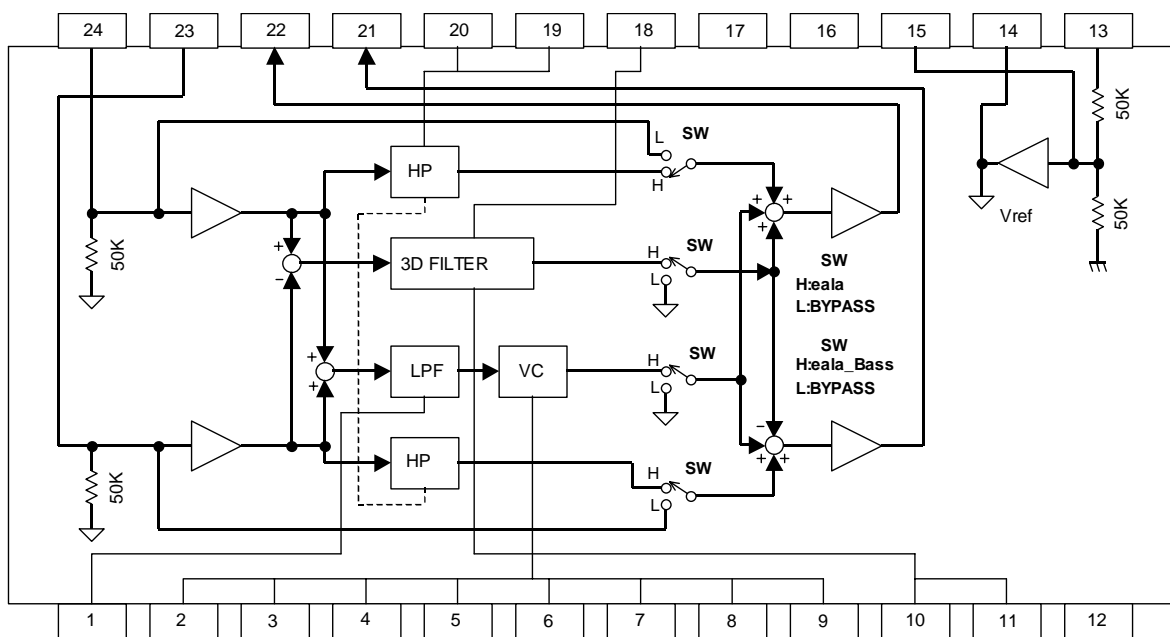 24 23 22 21 20 19 18 17 16 15 14 13
50K
L SW
HP
H
+ +
+
Vref
50K
50K
+
−
3D FILTER
H SW
L
SW
H:eala
L:BYPASS
SW
H:eala_Bass
L:BYPASS
+
+
LPF
VC
H SW
L
−
+ +
HP
H SW
L
50K
1 2 3 4 5 6 7 8 9 10 11 12